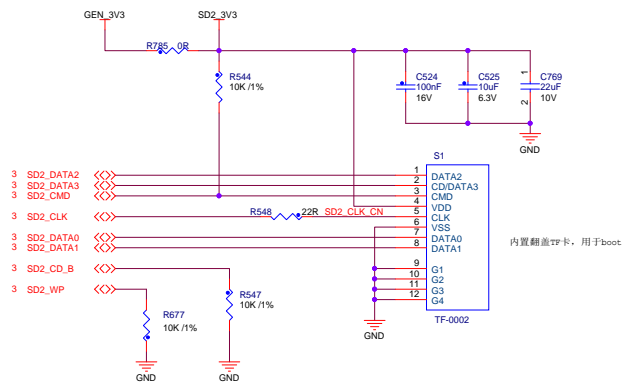 GEN_3V3
SD2_3V3
R785 0R
R544
10K /1%
C524
100nF
16V
C525
10uF
6.3V
1
C769
22uF
2
10V
GND
S1
3 SD2_DATA2
1 DATA2
3 SD2_DATA3
2 CD/DATA3
3 SD2_CMD
3 CMD
4 VDD
3 SD2_CLK
R548 22R SD2_CLK_CN
5 CLK
6 VSS
3 SD2_DATA0
7 DATA0
3 SD2_DATA1
8 DATA1
内置翻盖TF卡，用于boot
3 SD2_CD_B
9 G1
10 G2
3 SD2_WP
11 G3
12 G4
R547
10K /1%
R677
10K /1%
TF-0002
GND
GND
GND